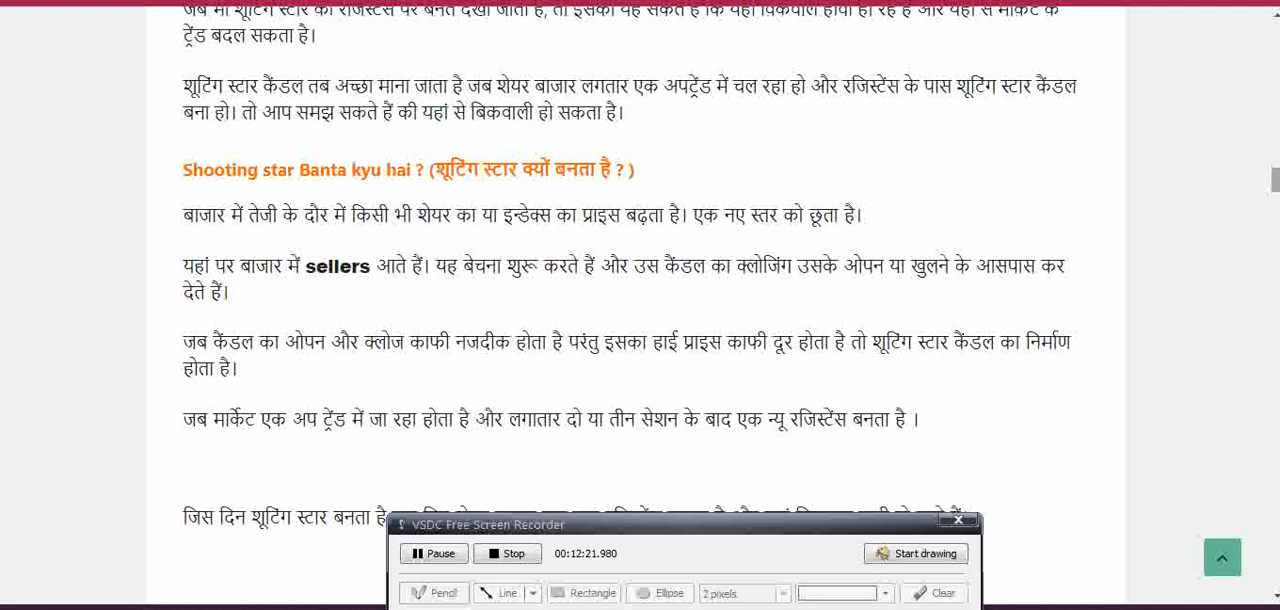 ट्रेंड बदल सकता है।
शूटिंग स्टार कैंडल तब अच्छा माना जाता है जब शेयर बाजार लगतार एक अपट्रेंड में चल रहा हो और रजिस्टेंस के पास शूटिंग स्टार कैंडल
बना हो। तो आप समझ सकते हैं की यहां से बिकवाली हो सकता है।
Shooting star Banta kyu hai ? (शूटिंग स्टार क्यों बनता है ? )
बाजार में तेजी के दौर में किसी भी शेयर का या इन्डेक्स का प्राइस बढ़ता है। एक नए स्तर को छूता है।
यहां पर बाजार में sellers आते हैं। यह बेचना शुरू करते हैं और उस कैंडल का क्लोजिंग उसके ओपन या खुलने के आसपास कर
देते हैं।
जब कैंडल का ओपन और क्लोज काफी नजदीक होता है परंतु इसका हाई प्राइस काफी दूर होता है तो शूटिंग स्टार कैंडल का निर्माण
होता है।
जब मार्केट एक अप ट्रेंड में जा रहा होता है और लगातार दो या तीन सेशन के बाद एक न्यू रजिस्टेंस बनता है ।
जिस दिन शूटिंग स्टार बनता है
VSDC Free Screen Recorder
Pause Stop 00:12:21.980 Start drawing
Pencil Line Rectangle Ellipse 2 pixels Clear